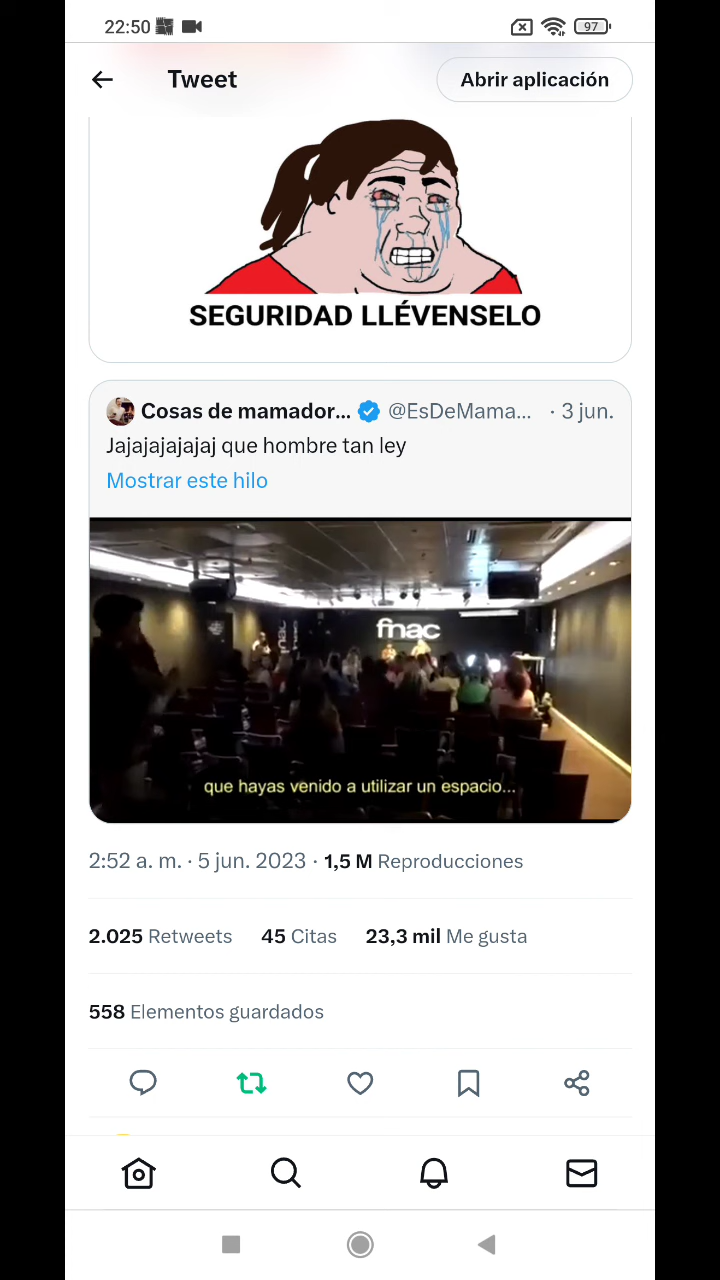 22:50 97
Tweet Abrir aplicación
SEGURIDAD LLÉVENSELO
Cosas de mamador... @EsDeMama... · 3 jun.
Jajajajajajaj que hombre tan ley
Mostrar este hilo
fnac
que hayas venido a utilizar un espacio...
2:52 a. m. · 5 jun. 2023 · 1,5 M Reproducciones
2.025 Retweets 45 Citas 23,3 mil Me gusta
558 Elementos guardados